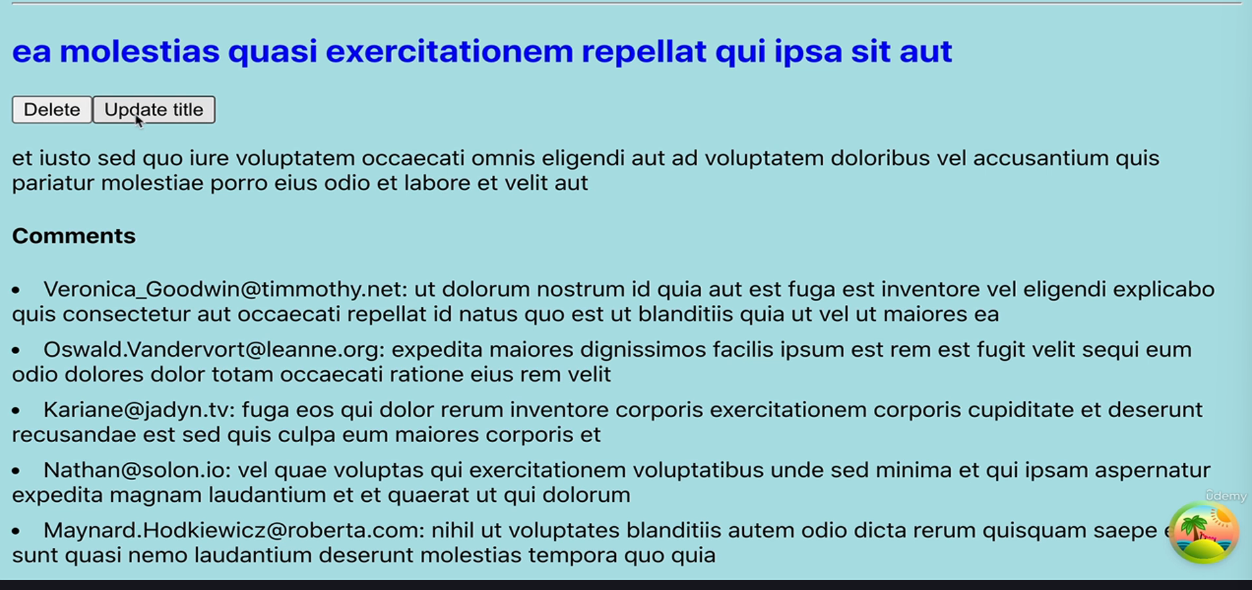 ea molestias quasi exercitationem repellat qui ipsa sit aut
Delete Update title
et iusto sed quo iure voluptatem occaecati omnis eligendi aut ad voluptatem doloribus vel accusantium quis
pariatur molestiae porro eius odio et labore et velit aut
Comments
• Veronica_Goodwin@timmothy.net: ut dolorum nostrum id quia aut est fuga est inventore vel eligendi explicabo
quis consectetur aut occaecati repellat id natus quo est ut blanditiis quia ut vel ut maiores ea
• Oswald.Vandervort@leanne.org: expedita maiores dignissimos facilis ipsum est rem est fugit velit sequi eum
odio dolores dolor totam occaecati ratione eius rem velit
• Kariane@jadyn.tv: fuga eos qui dolor rerum inventore corporis exercitationem corporis cupiditate et deserunt
recusandae est sed quis culpa eum maiores corporis et
• Nathan@solon.io: vel quae voluptas qui exercitationem voluptatibus unde sed minima et qui ipsam aspernatur
expedita magnam laudantium et et quaerat ut qui dolorum
ûdemy
• Maynard.Hodkiewicz@roberta.com: nihil ut voluptates blanditiis autem odio dicta rerum quisquam saepe
sunt quasi nemo laudantium deserunt molestias tempora quo quia